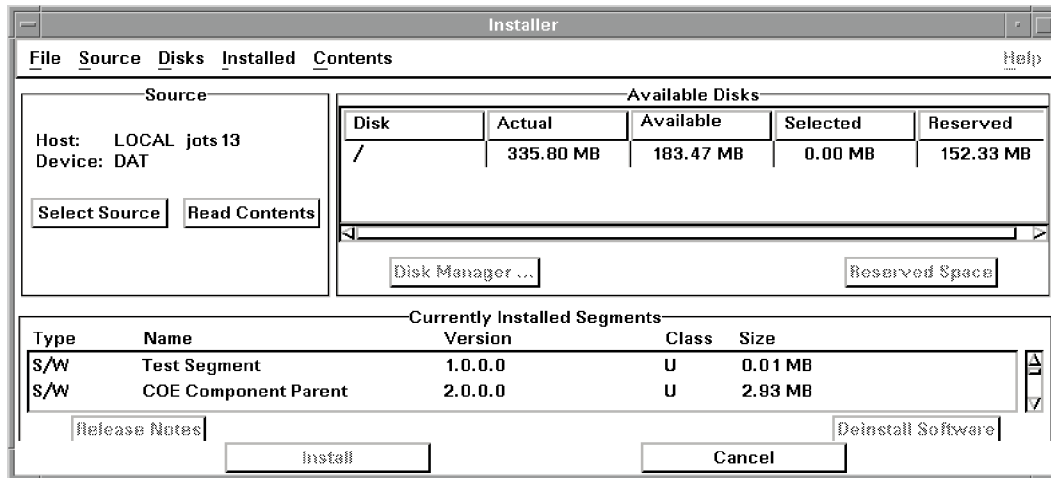 Installer
File Source Disks Installed Contents Help
Source
Host: LOCAL jots13
Device: DAT
Select Source Read Contents
Available Disks
Disk Actual Available Selected Reserved
/ 335.80 MB 183.47 MB 0.00 MB 152.33 MB
Disk Manager ... Reserved Space
Currently Installed Segments
Type Name Version Class Size
S/W Test Segment 1.0.0.0 U 0.01 MB
S/W COE Component Parent 2.0.0.0 U 2.93 MB
Release Notes Deinstall Software
Install Cancel